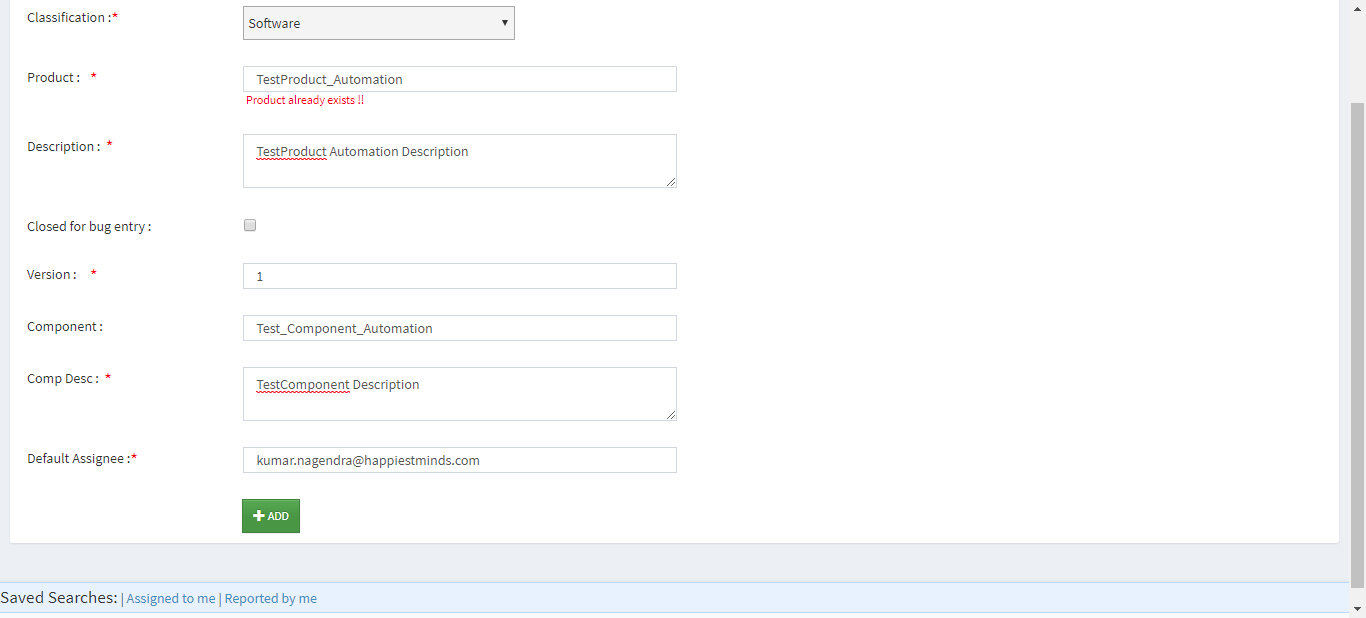 Classification :* Software
Product : * TestProduct_Automation
Product already exists !!
Description : * TestProduct Automation Description
Closed for bug entry :
Version : * 1
Component : Test_Component_Automation
Comp Desc : * TestComponent Description
Default Assignee :* kumar.nagendra@happiestminds.com
ADD
Saved Searches: | Assigned to me | Reported by me